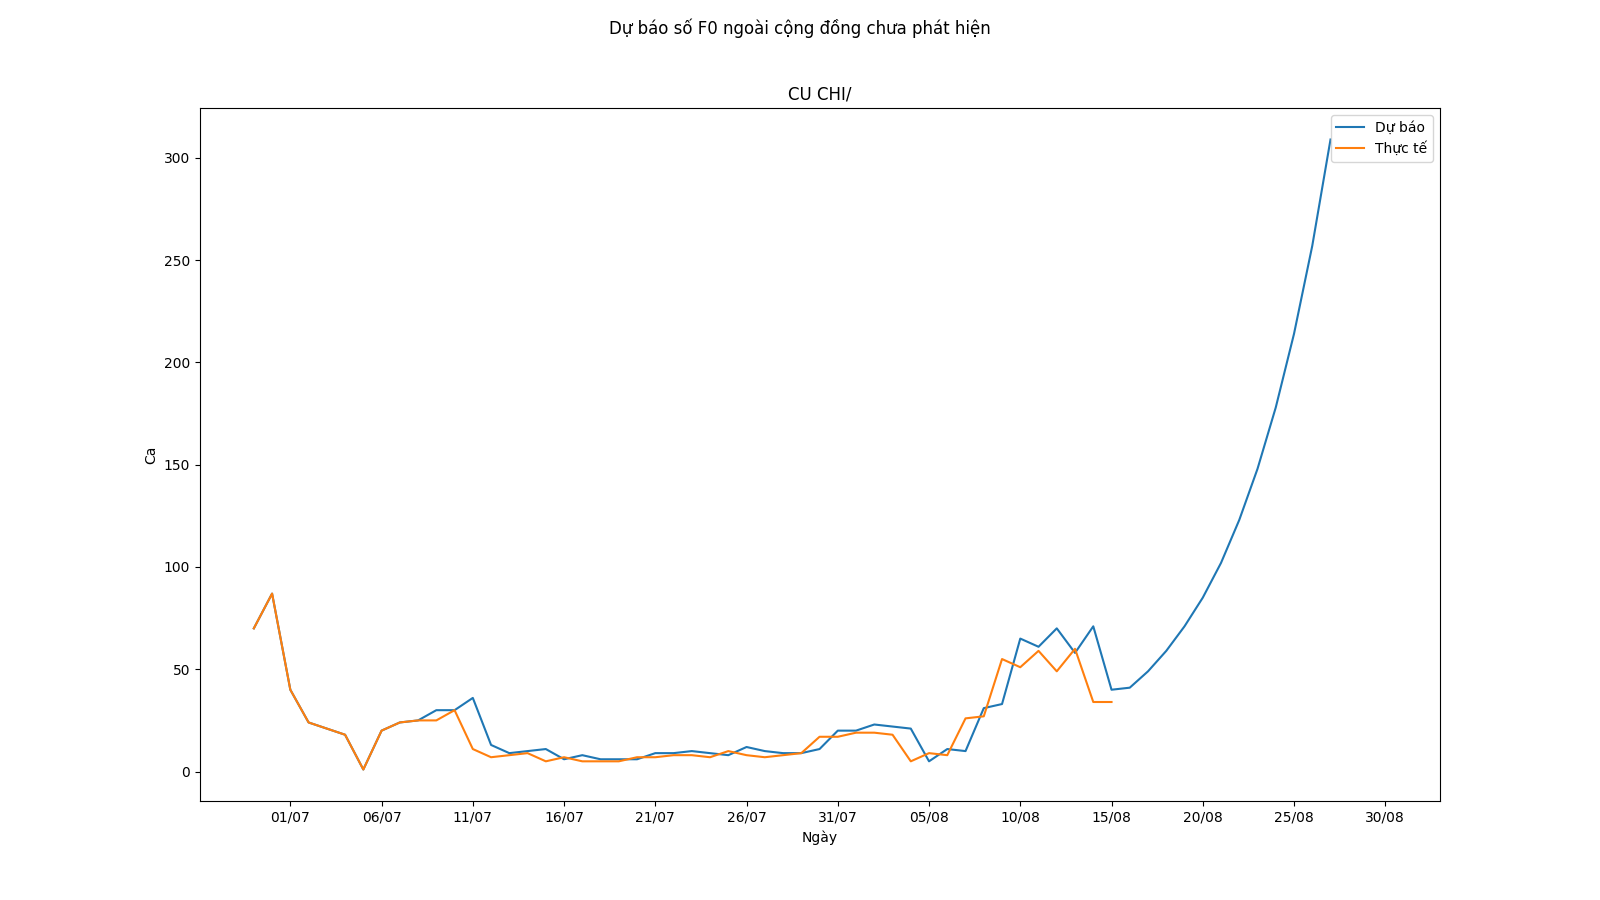 Dự báo số F0 ngoài cộng đồng chưa phát hiện
CU CHI/
Dự báo
Thực tế
Ca
300
250
200
150
100
50
0
01/07 06/07 11/07 16/07 21/07 26/07 31/07 05/08 10/08 15/08 20/08 25/08 30/08
Ngày